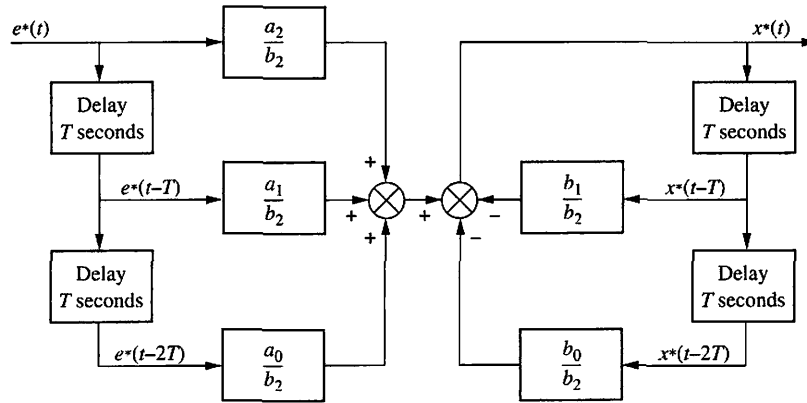 e*(t)
a₂
b₂
x*(t)
Delay
T seconds
Delay
T seconds
+
e*(t–T)
a₁
b₂
+
+
–
b₁
b₂
x*(t–T)
+
–
Delay
T seconds
Delay
T seconds
e*(t–2T)
a₀
b₂
b₀
b₂
x*(t–2T)